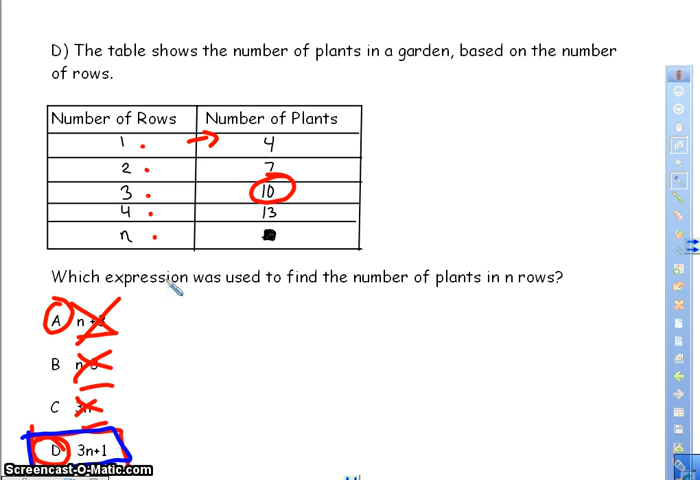 D) The table shows the number of plants in a garden, based on the number
of rows.
Number of Rows Number of Plants
1 4
2 7
3 10
4 13
n
Which expression was used to find the number of plants in n rows?
A n +
B n
C 3n
D 3n+1
Screencast-O-Matic.com